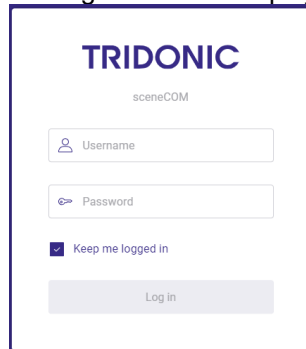 TRIDONIC
sceneCOM
Username
Password
Keep me logged in
Log in